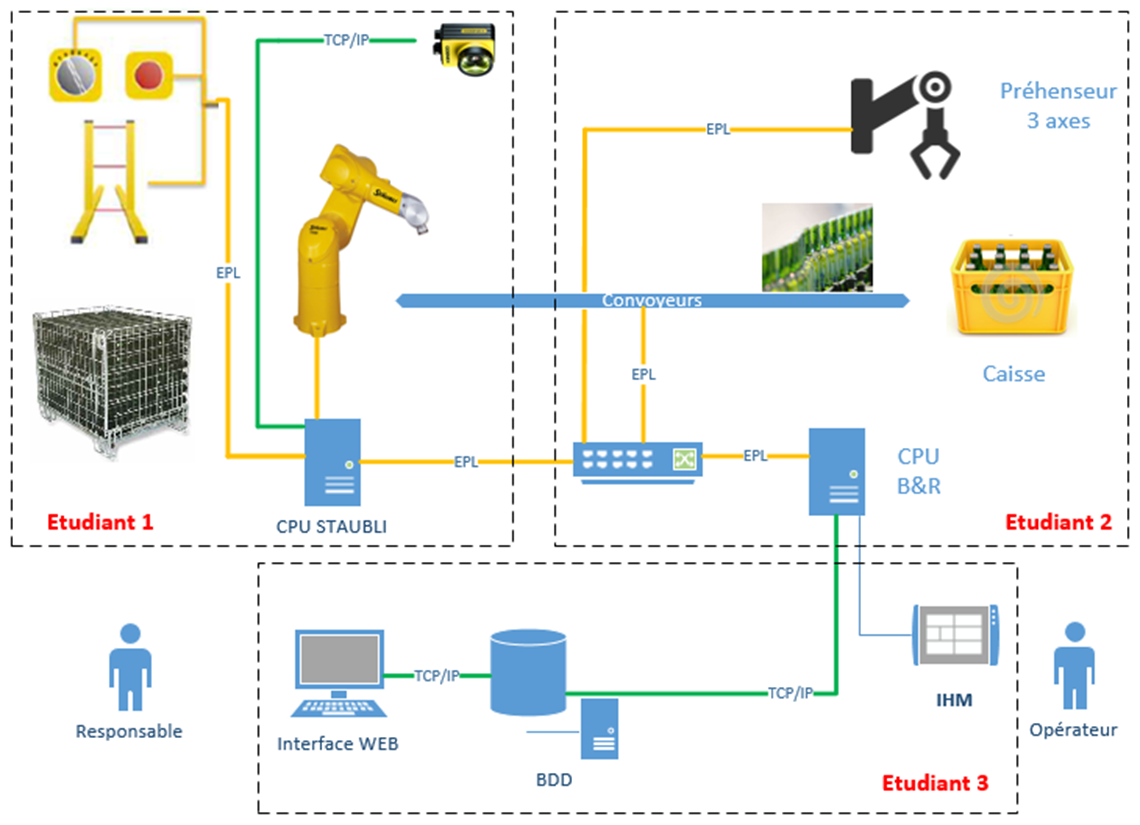 TCP/IP
EPL
Préhenseur
3 axes
EPL
Stäubli
Convoyeurs
EPL
Caisse
EPL
EPL
CPU
B&R
CPU STAUBLI
Etudiant 1
Etudiant 2
TCP/IP
TCP/IP
Responsable
Interface WEB
BDD
IHM
Opérateur
Etudiant 3